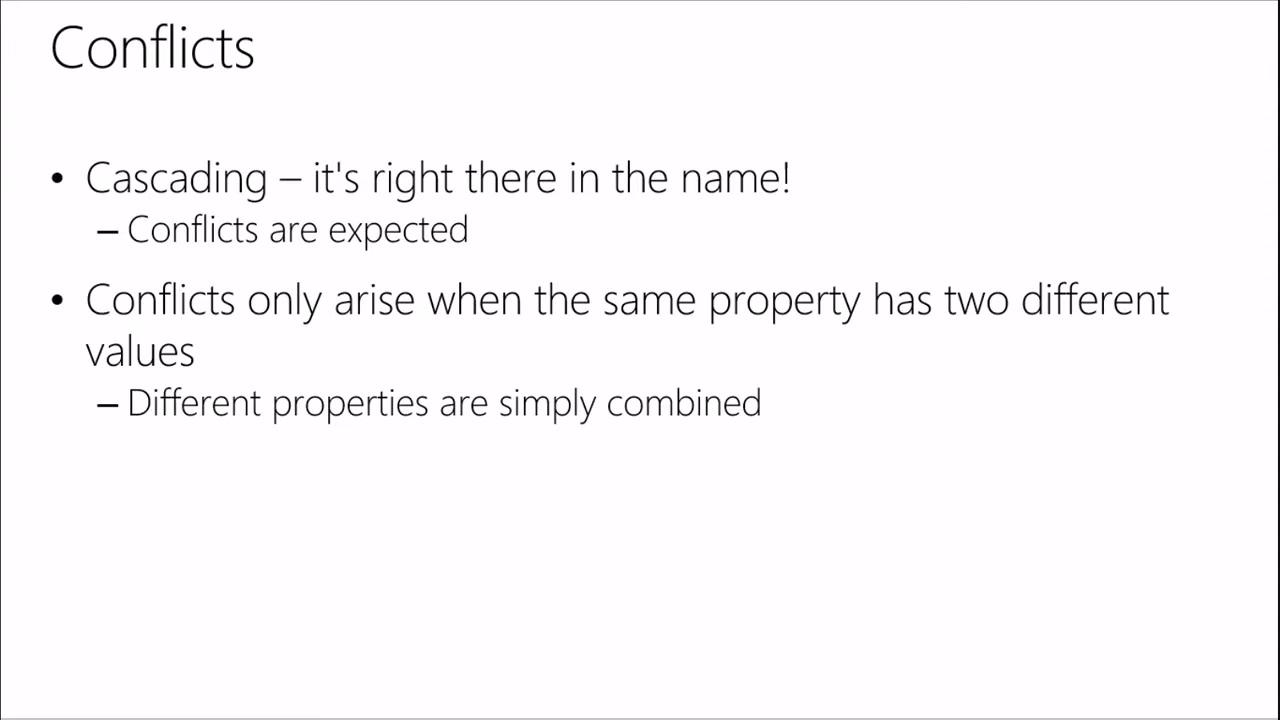 Conflicts
• Cascading – it's right there in the name!
– Conflicts are expected
• Conflicts only arise when the same property has two different
values
– Different properties are simply combined